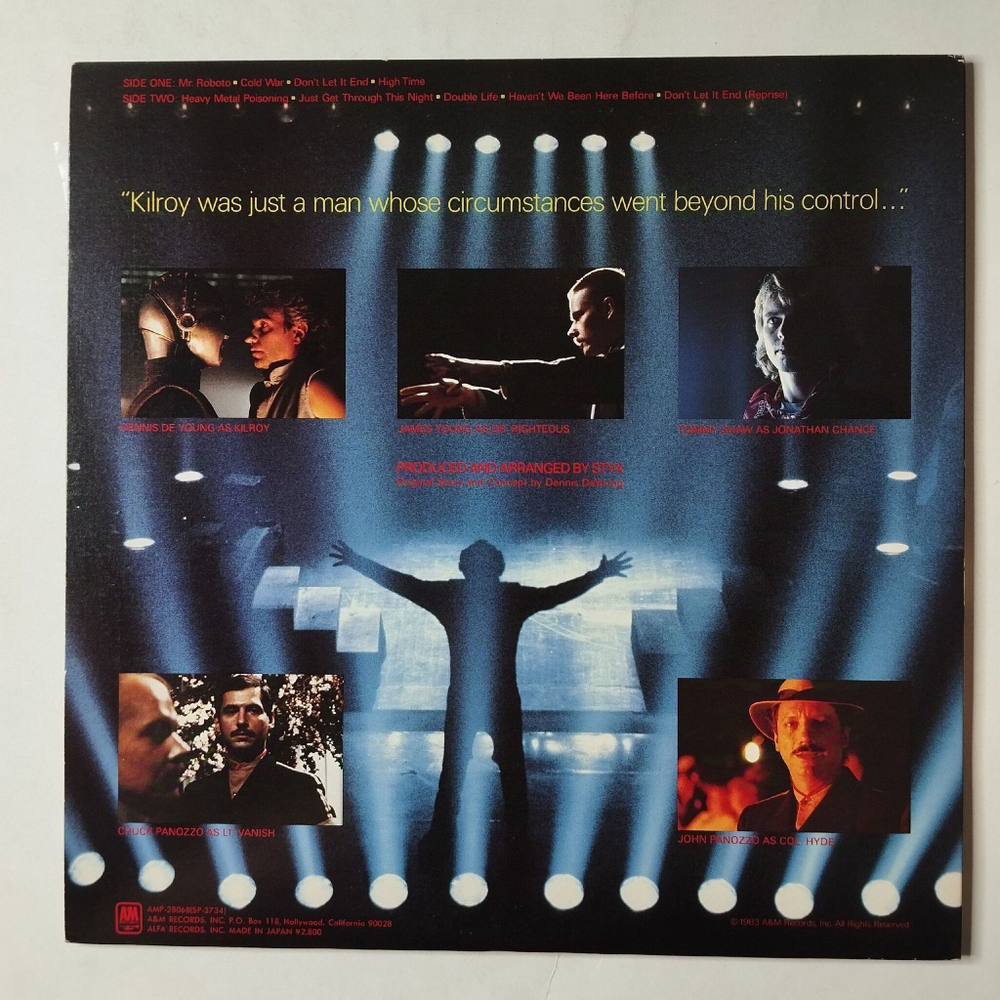 SIDE ONE: Mr. Roboto ▪ Cold War ▪ Don't Let It End ▪ High Time
SIDE TWO: Heavy Metal Poisoning ▪ Just Get Through This Night ▪ Double Life ▪ Haven't We Been Here Before ▪ Don't Let It End (Reprise)
"Kilroy was just a man whose circumstances went beyond his control..."
DENNIS DE YOUNG AS KILROY
JAMES YOUNG AS DR. RIGHTEOUS
TOMMY SHAW AS JONATHAN CHANCE
PRODUCED AND ARRANGED BY STYX
Original Story and Concept by Dennis DeYoung
CHUCK PANOZZO AS LT. VANISH
JOHN PANOZZO AS COL. HYDE
AM
AMP-28068(SP-3734)
A&M RECORDS, INC. P.O. Box 118, Hollywood, California 90028
ALFA RECORDS, INC. MADE IN JAPAN ¥2,800
© 1983 A&M Records, Inc. All Rights Reserved